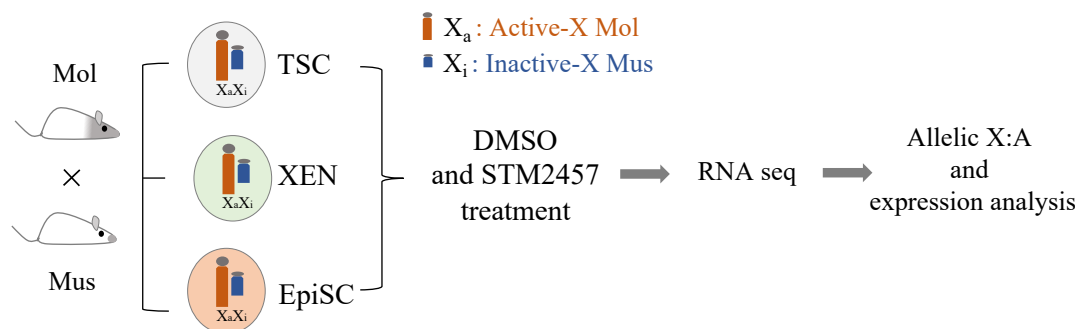 Mol
×
Mus
XaXi
TSC
XaXi
XEN
XaXi
EpiSC
Xa : Active-X Mol
Xi : Inactive-X Mus
DMSO
and STM2457
treatment
RNA seq
Allelic X:A
and
expression analysis